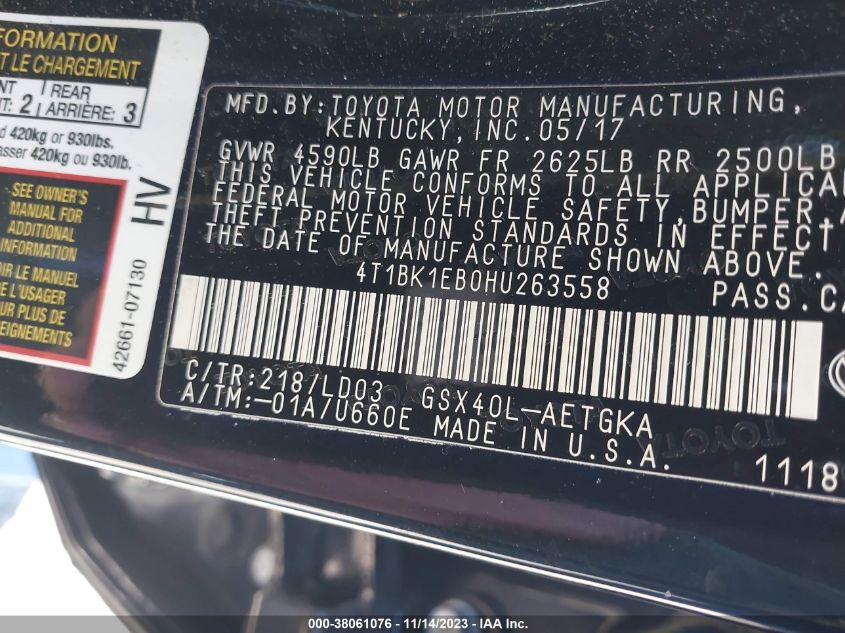 FORMATION
T LE CHARGEMENT
NT REAR
T: 2 ARRIÈRE: 3
d 420kg or 930lbs.
asser 420kg ou 930lb.
SEE OWNER'S
MANUAL FOR
ADDITIONAL
INFORMATION
IR LE MANUEL
E L'USAGER
UR PLUS DE
EIGNEMENTS
HV
42661-07130
MFD.BY:TOYOTA MOTOR MANUFACTURING,
KENTUCKY,INC.05/17
GVWR 4590LB GAWR FR 2625LB RR 2500LB
THIS VEHICLE CONFORMS TO ALL APPLICA
FEDERAL MOTOR VEHICLE SAFETY,BUMPER,A
THEFT PREVENTION STANDARDS IN EFFECT
THE DATE OF MANUFACTURE SHOWN ABOVE.
4T1BK1EB0HU263558 PASS.CA
C/TR:218/LD03 GSX40L-AETGKA
A/TM:-01A/U660E MADE IN U.S.A.
1118
000-38061076 | 11/14/2023 | IAA Inc.